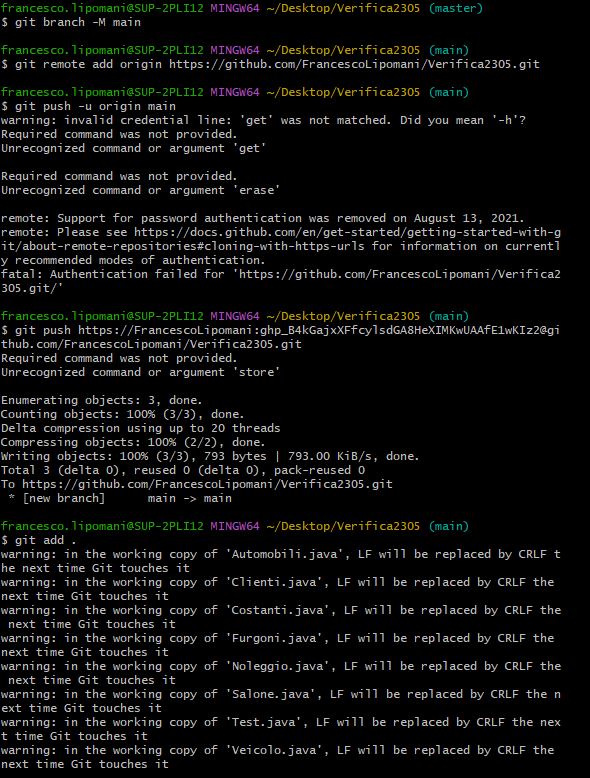 francesco.lipomani@SUP-2PLI12 MINGW64 ~/Desktop/Verifica2305 (master)
$ git branch -M main
francesco.lipomani@SUP-2PLI12 MINGW64 ~/Desktop/Verifica2305 (main)
$ git remote add origin https://github.com/FrancescoLipomani/Verifica2305.git
francesco.lipomani@SUP-2PLI12 MINGW64 ~/Desktop/Verifica2305 (main)
$ git push -u origin main
warning: invalid credential line: 'get' was not matched. Did you mean '-h'?
Required command was not provided.
Unrecognized command or argument 'get'
Required command was not provided.
Unrecognized command or argument 'erase'
remote: Support for password authentication was removed on August 13, 2021.
remote: Please see https://docs.github.com/en/get-started/getting-started-with-g
it/about-remote-repositories#cloning-with-https-urls for information on currentl
y recommended modes of authentication.
fatal: Authentication failed for 'https://github.com/FrancescoLipomani/Verifica2
305.git/'
francesco.lipomani@SUP-2PLI12 MINGW64 ~/Desktop/Verifica2305 (main)
$ git push https://FrancescoLipomani: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@gi
thub.com/FrancescoLipomani/Verifica2305.git
Required command was not provided.
Unrecognized command or argument 'store'
Enumerating objects: 3, done.
Counting objects: 100% (3/3), done.
Delta compression using up to 20 threads
Compressing objects: 100% (2/2), done.
Writing objects: 100% (3/3), 793 bytes | 793.00 KiB/s, done.
Total 3 (delta 0), reused 0 (delta 0), pack-reused 0
To https://github.com/FrancescoLipomani/Verifica2305.git
 * [new branch]      main -> main
francesco.lipomani@SUP-2PLI12 MINGW64 ~/Desktop/Verifica2305 (main)
$ git add .
warning: in the working copy of 'Automobili.java', LF will be replaced by CRLF t
he next time Git touches it
warning: in the working copy of 'Clienti.java', LF will be replaced by CRLF the
next time Git touches it
warning: in the working copy of 'Costanti.java', LF will be replaced by CRLF the
 next time Git touches it
warning: in the working copy of 'Furgoni.java', LF will be replaced by CRLF the
next time Git touches it
warning: in the working copy of 'Noleggio.java', LF will be replaced by CRLF the
 next time Git touches it
warning: in the working copy of 'Salone.java', LF will be replaced by CRLF the n
ext time Git touches it
warning: in the working copy of 'Test.java', LF will be replaced by CRLF the nex
t time Git touches it
warning: in the working copy of 'Veicolo.java', LF will be replaced by CRLF the
next time Git touches it